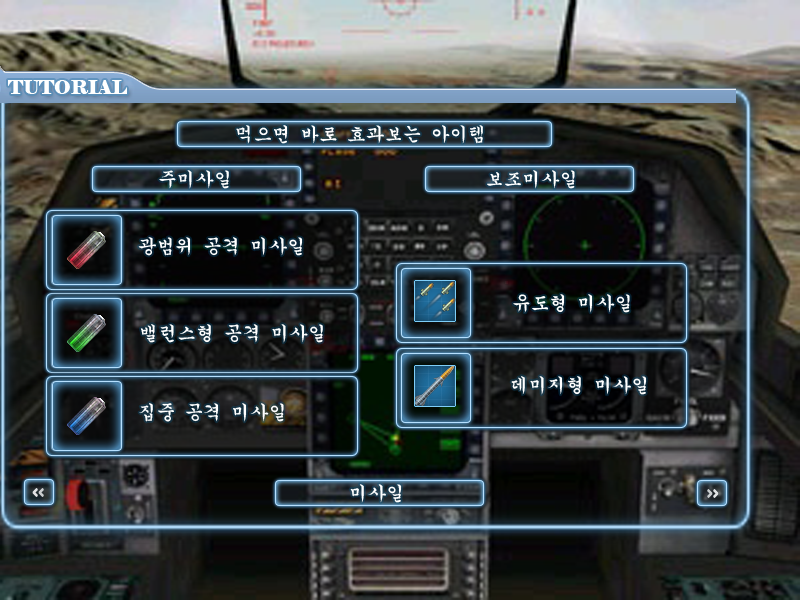 TUTORIAL
먹으면 바로 효과보는 아이템
주미사일
보조미사일
광범위 공격 미사일
밸런스형 공격 미사일
집중 공격 미사일
유도형 미사일
데미지형 미사일
«
미사일
»